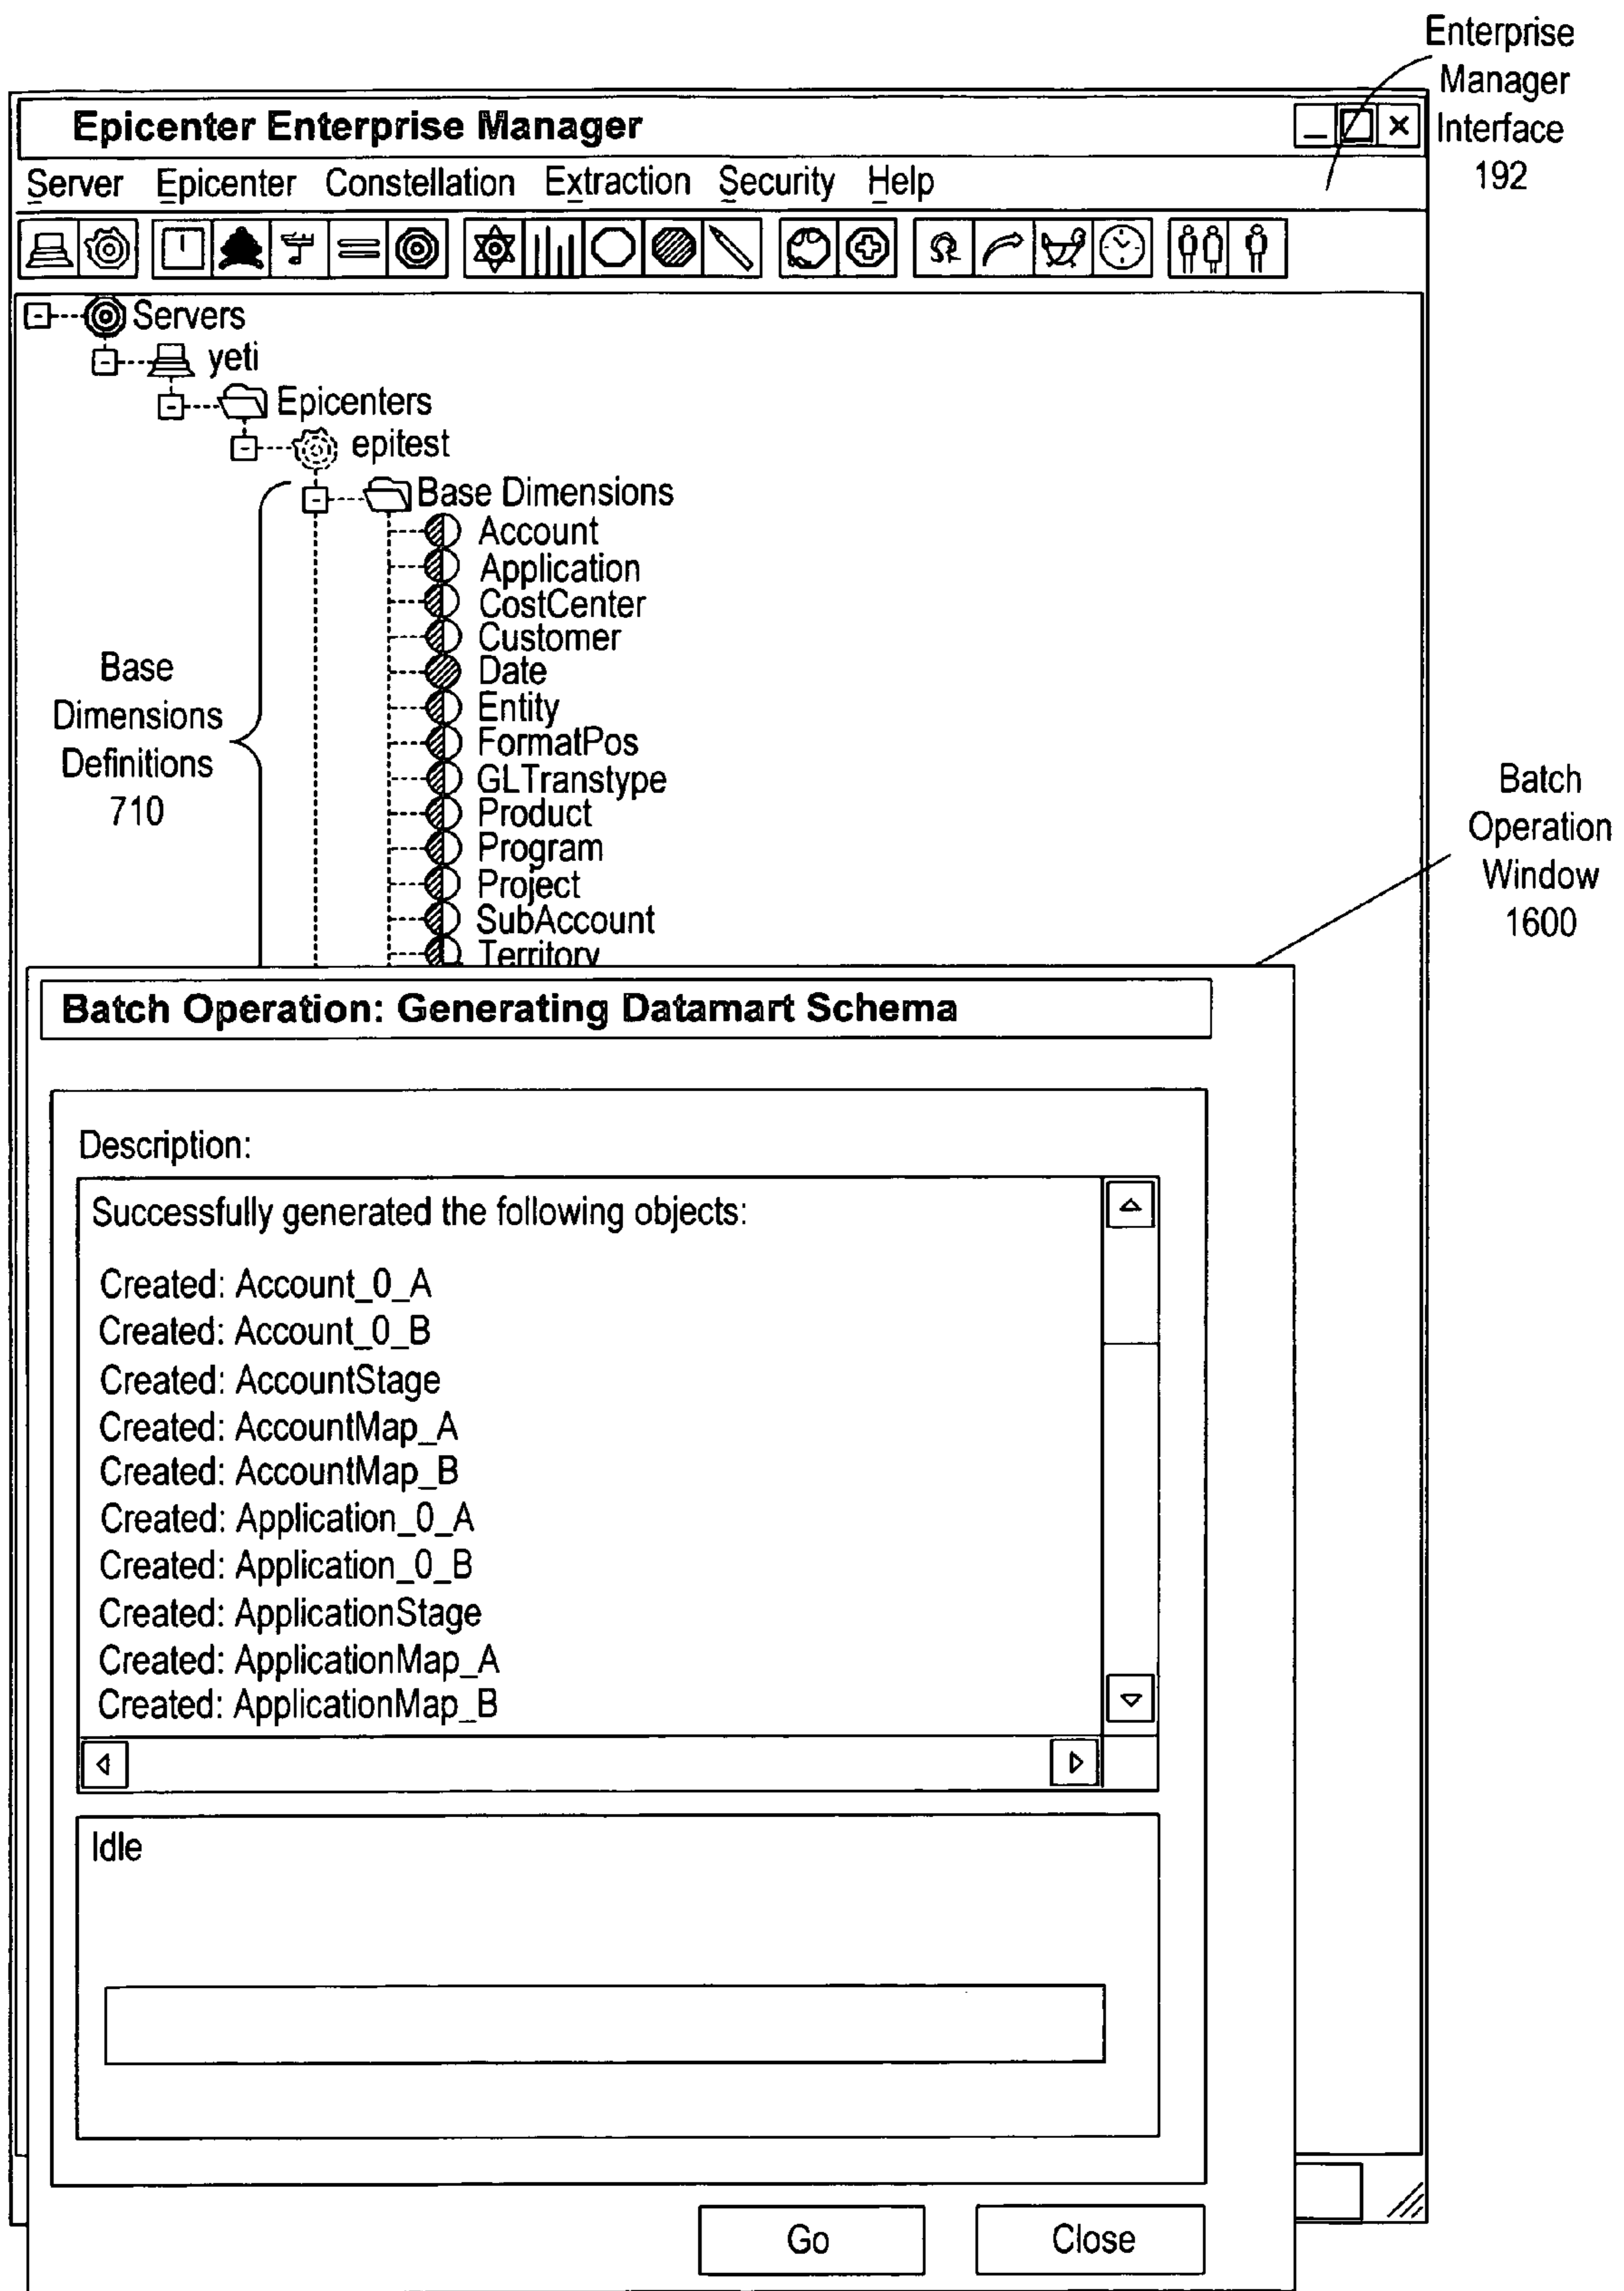 Enterprise
Manager
Interface
192
Epicenter Enterprise Manager
Server Epicenter Constellation Extraction Security Help
Servers
yeti
Epicenters
epitest
Base Dimensions
Account
Application
CostCenter
Customer
Date
Entity
FormatPos
GLTranstype
Product
Program
Project
SubAccount
Territory
Base
Dimensions
Definitions
710
Batch
Operation
Window
1600
Batch Operation: Generating Datamart Schema
Description:
Successfully generated the following objects:
Created: Account_0_A
Created: Account_0_B
Created: AccountStage
Created: AccountMap_A
Created: AccountMap_B
Created: Application_0_A
Created: Application_0_B
Created: ApplicationStage
Created: ApplicationMap_A
Created: ApplicationMap_B
Idle
Go Close